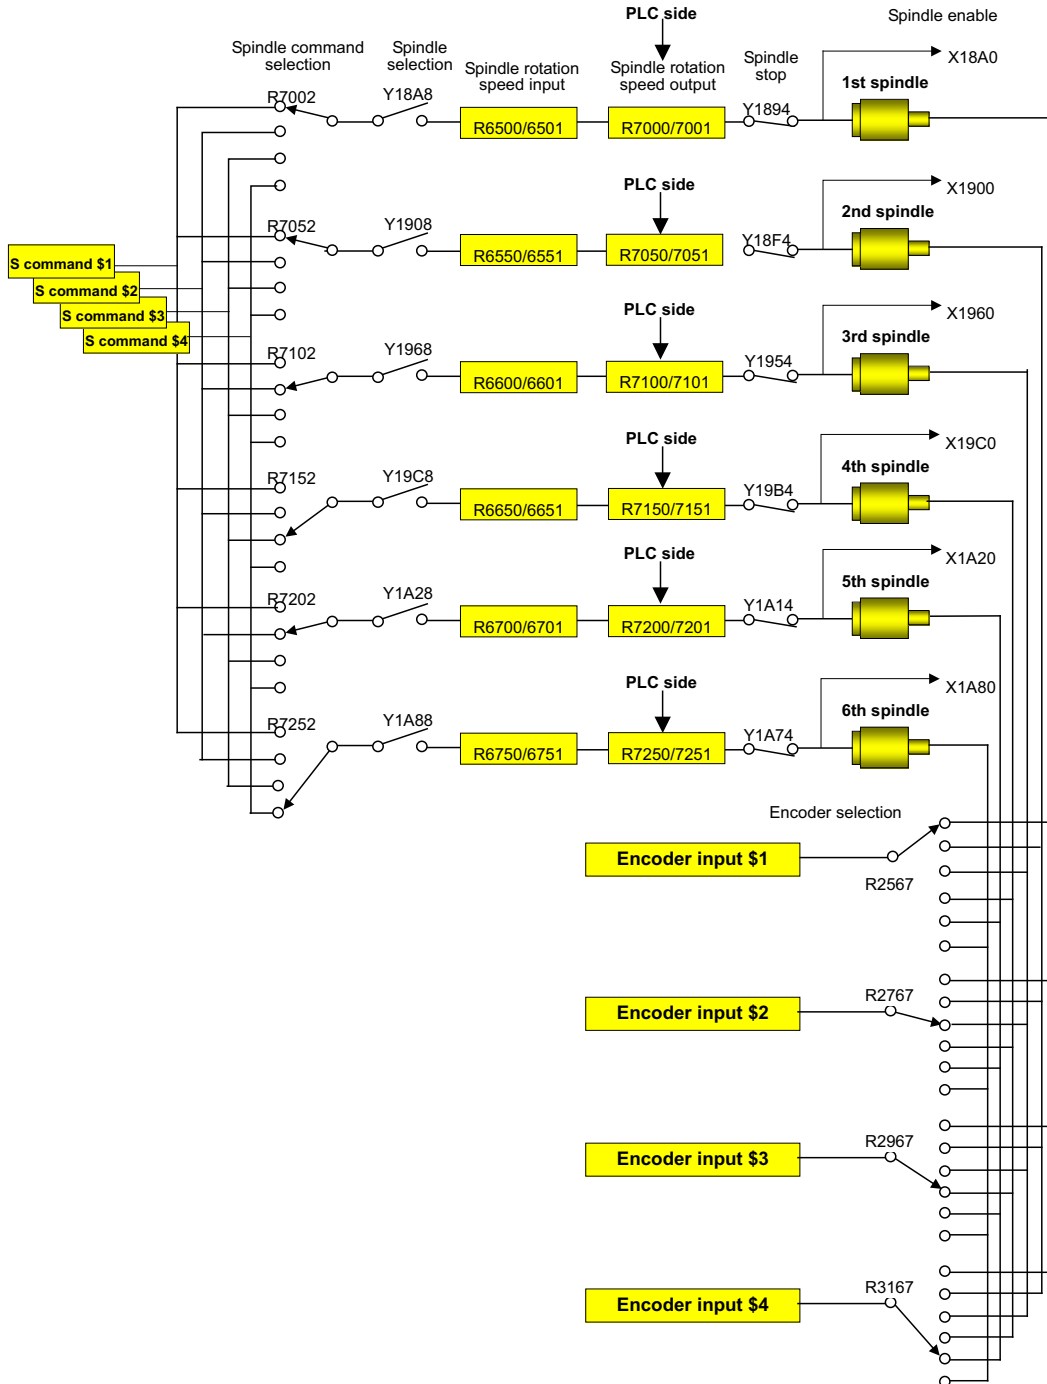 PLC side
Spindle enable
Spindle command
selection
Spindle
selection
Spindle rotation
speed input
Spindle rotation
speed output
Spindle
stop
X18A0
1st spindle
R7002
Y18A8
R6500/6501
R7000/7001
Y1894
PLC side
X1900
2nd spindle
R7052
Y1908
R6550/6551
R7050/7051
Y18F4
S command $1
S command $2
S command $3
S command $4
PLC side
X1960
3rd spindle
R7102
Y1968
R6600/6601
R7100/7101
Y1954
PLC side
X19C0
4th spindle
R7152
Y19C8
R6650/6651
R7150/7151
Y19B4
PLC side
X1A20
5th spindle
R7202
Y1A28
R6700/6701
R7200/7201
Y1A14
PLC side
X1A80
6th spindle
R7252
Y1A88
R6750/6751
R7250/7251
Y1A74
Encoder selection
Encoder input $1
R2567
Encoder input $2
R2767
Encoder input $3
R2967
Encoder input $4
R3167